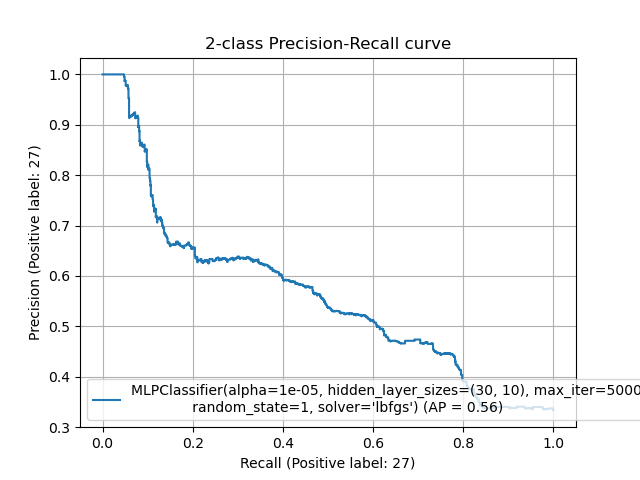 2-class Precision-Recall curve
1.0
0.9
0.8
0.7
0.6
0.5
0.4
0.3
Precision (Positive label: 27)
MLPClassifier(alpha=1e-05, hidden_layer_sizes=(30, 10), max_iter=5000
random_state=1, solver='lbfgs') (AP = 0.56)
0.0 0.2 0.4 0.6 0.8 1.0
Recall (Positive label: 27)